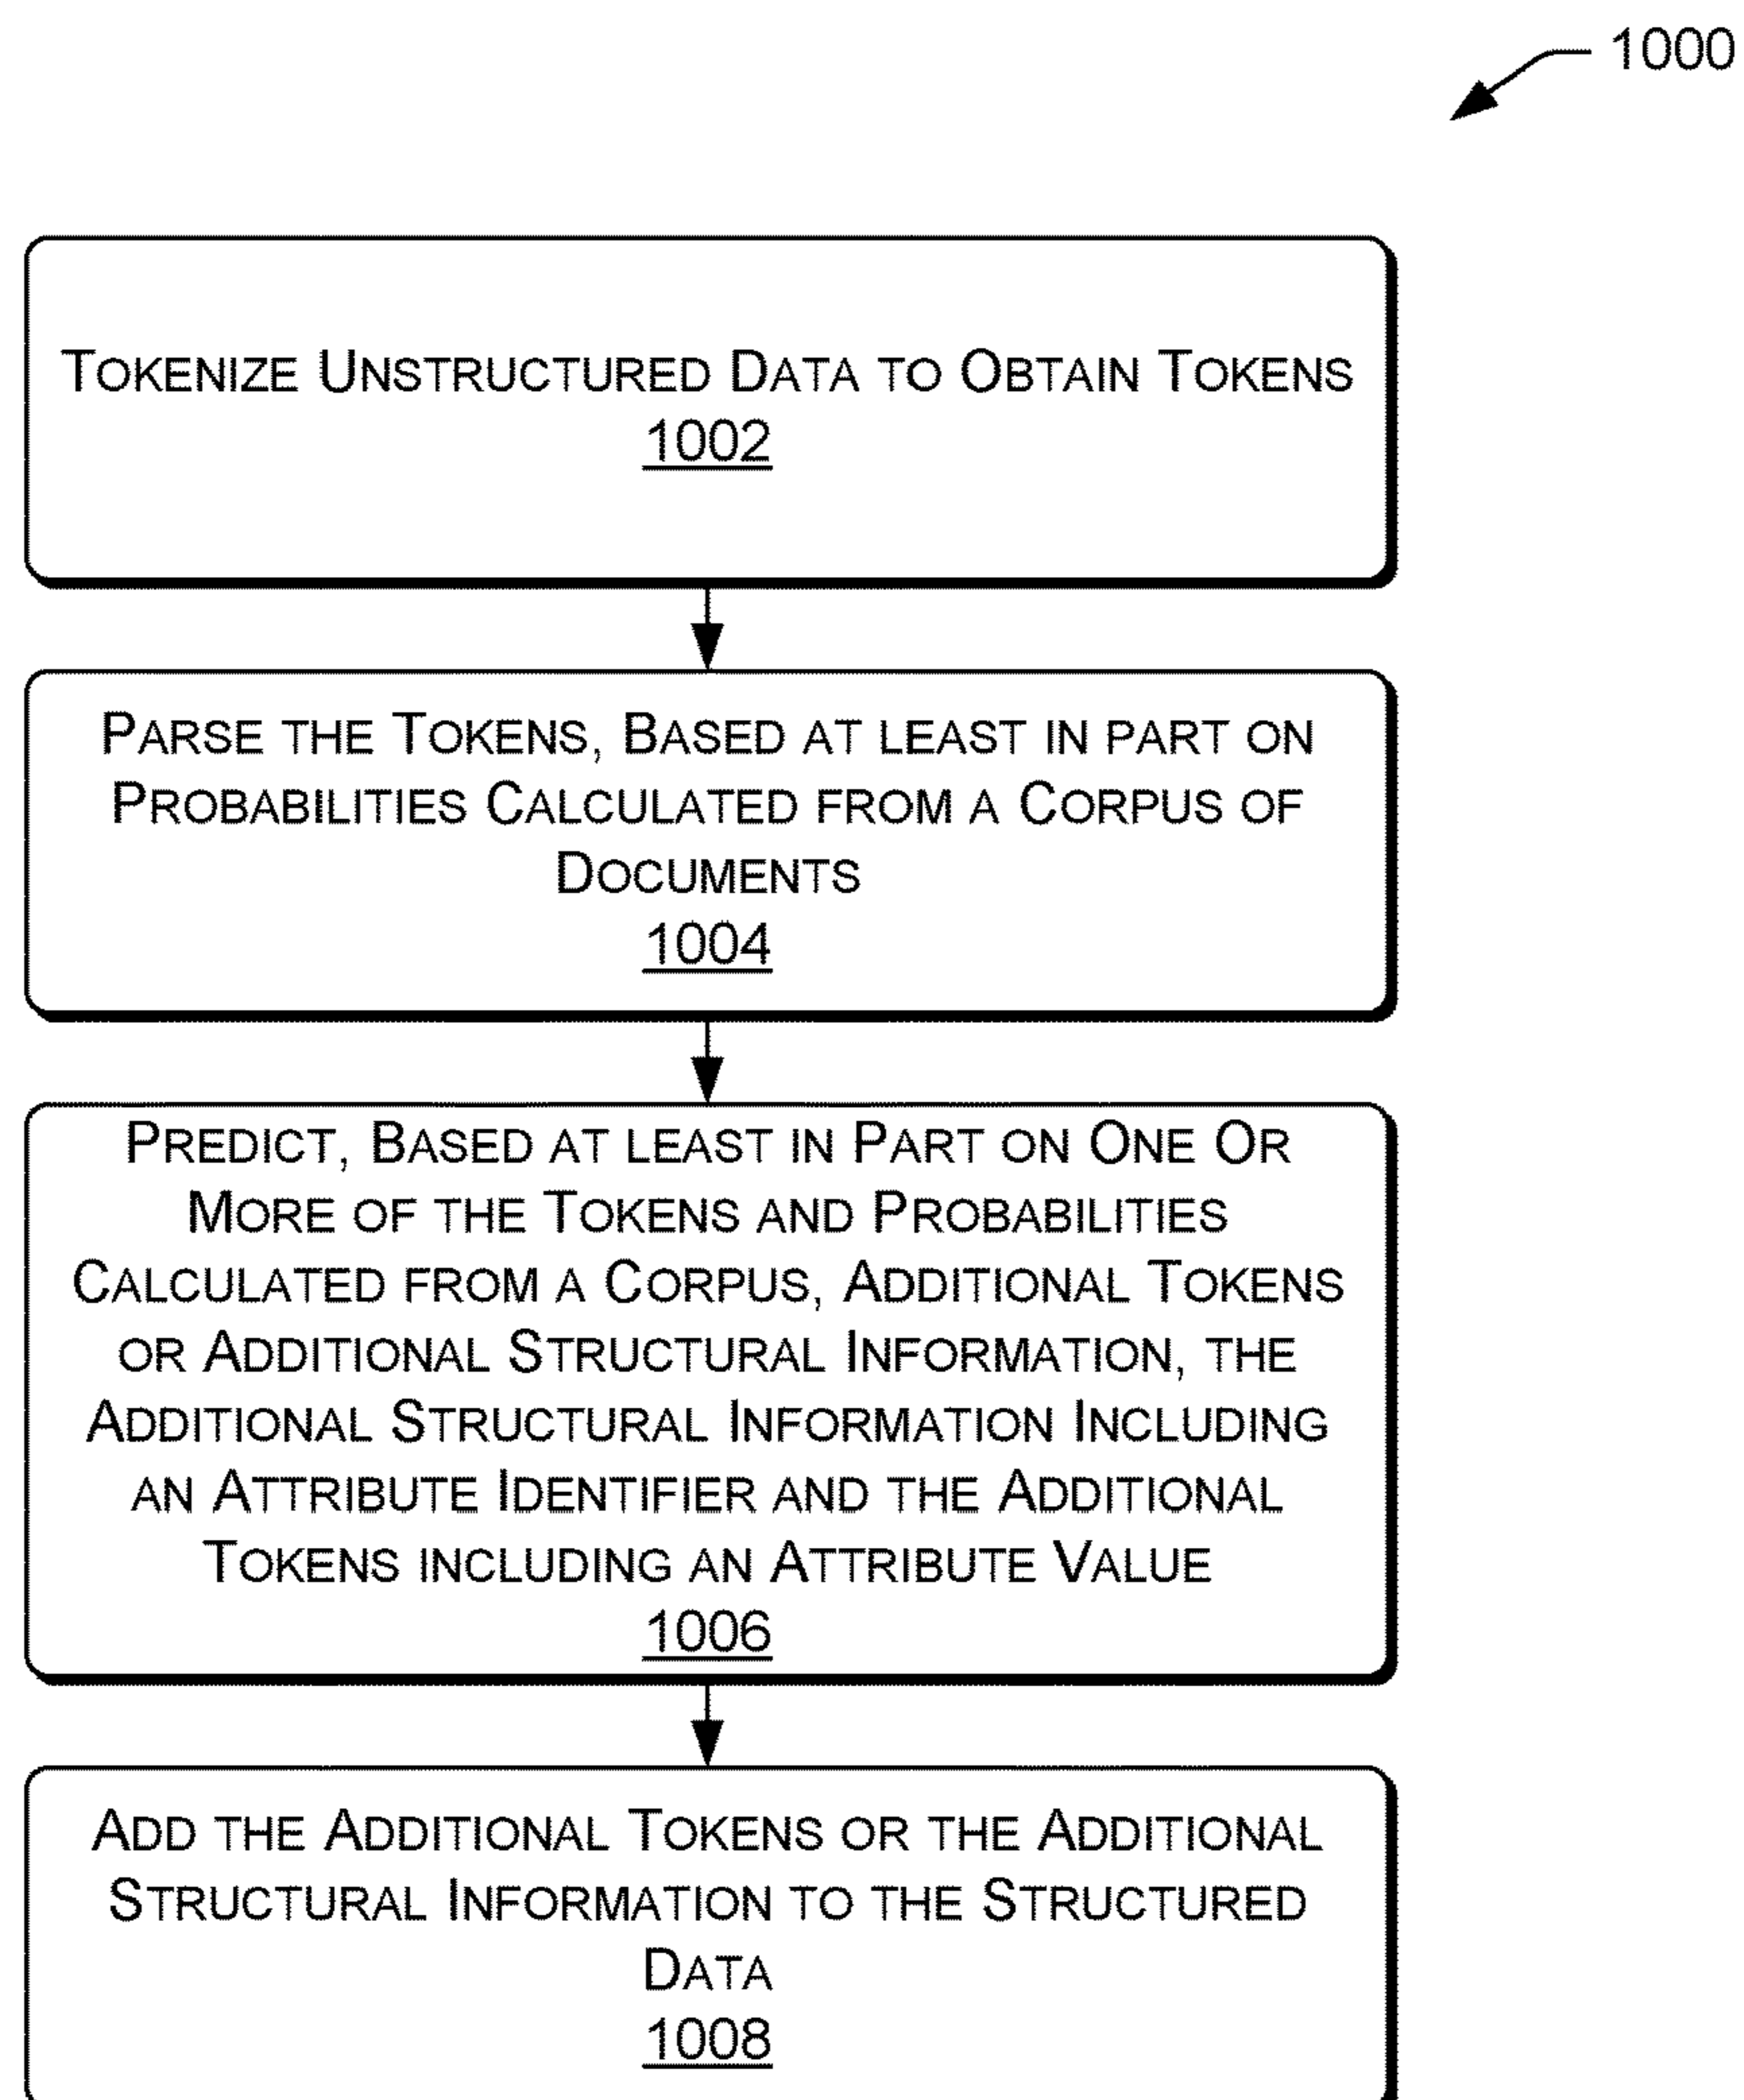 1000
Tokenize Unstructured Data to Obtain Tokens
1002
Parse the Tokens, Based at least in part on
Probabilities Calculated from a Corpus of
Documents
1004
Predict, Based at least in Part on One Or
More of the Tokens and Probabilities
Calculated from a Corpus, Additional Tokens
or Additional Structural Information, the
Additional Structural Information Including
an Attribute Identifier and the Additional
Tokens including an Attribute Value
1006
Add the Additional Tokens or the Additional
Structural Information to the Structured
Data
1008